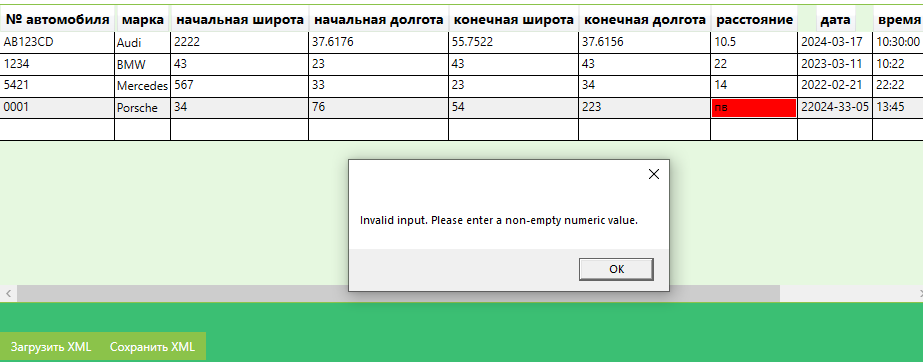 № автомобиля марка начальная широта начальная долгота конечная широта конечная долгота расстояние дата время
AB123CD Audi 2222 37.6176 55.7522 37.6156 10.5 2024-03-17 10:30:00
1234 BMW 43 23 43 43 22 2023-03-11 10:22
5421 Mercedes 567 33 23 34 14 2022-02-21 22:22
0001 Porsche 34 76 54 223 пв 22024-33-05 13:45
Invalid input. Please enter a non-empty numeric value.
OK
Загрузить XML Сохранить XML